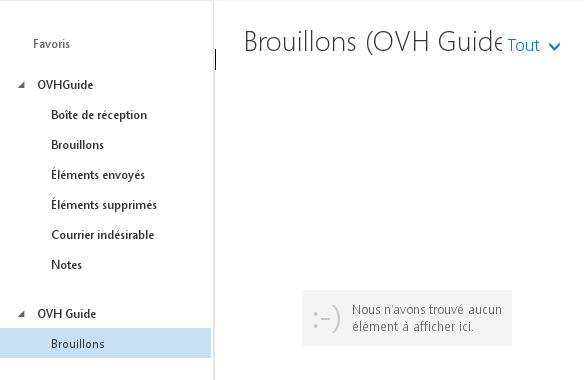 Favoris
OVHGuide
Boîte de réception
Brouillons
Éléments envoyés
Éléments supprimés
Courrier indésirable
Notes
OVH Guide
Brouillons
Brouillons (OVH Guide
Tout
:-)
Nous n'avons trouvé aucun
élément à afficher ici.